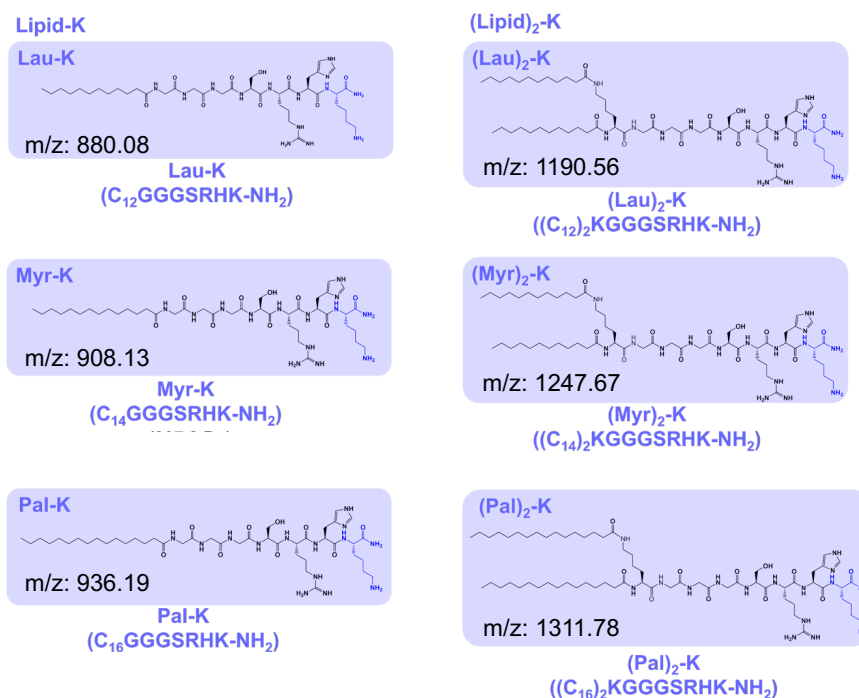 Lipid-K
Lau-K
m/z: 880.08
Lau-K
(C₁₂GGGSRHK-NH₂)
Myr-K
m/z: 908.13
Myr-K
(C₁₄GGGSRHK-NH₂)
Pal-K
m/z: 936.19
Pal-K
(C₁₆GGGSRHK-NH₂)
(Lipid)₂-K
(Lau)₂-K
m/z: 1190.56
(Lau)₂-K
((C₁₂)₂KGGGSRHK-NH₂)
(Myr)₂-K
m/z: 1247.67
(Myr)₂-K
((C₁₄)₂KGGGSRHK-NH₂)
(Pal)₂-K
m/z: 1311.78
(Pal)₂-K
((C₁₆)₂KGGGSRHK-NH₂)